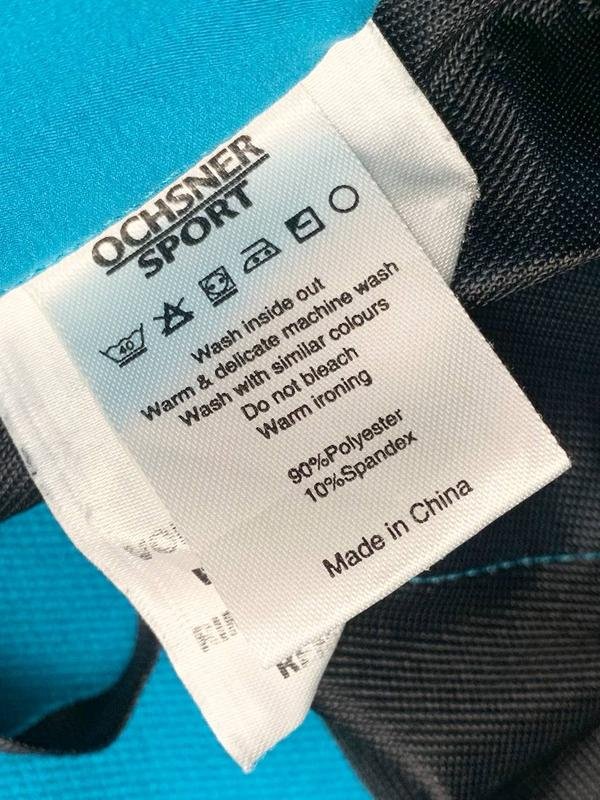 OCHSNER
SPORT
40
Wash inside out
Warm & delicate machine wash
Wash with similar colours
Do not bleach
Warm ironing
90%Polyester
10%Spandex
Made in China